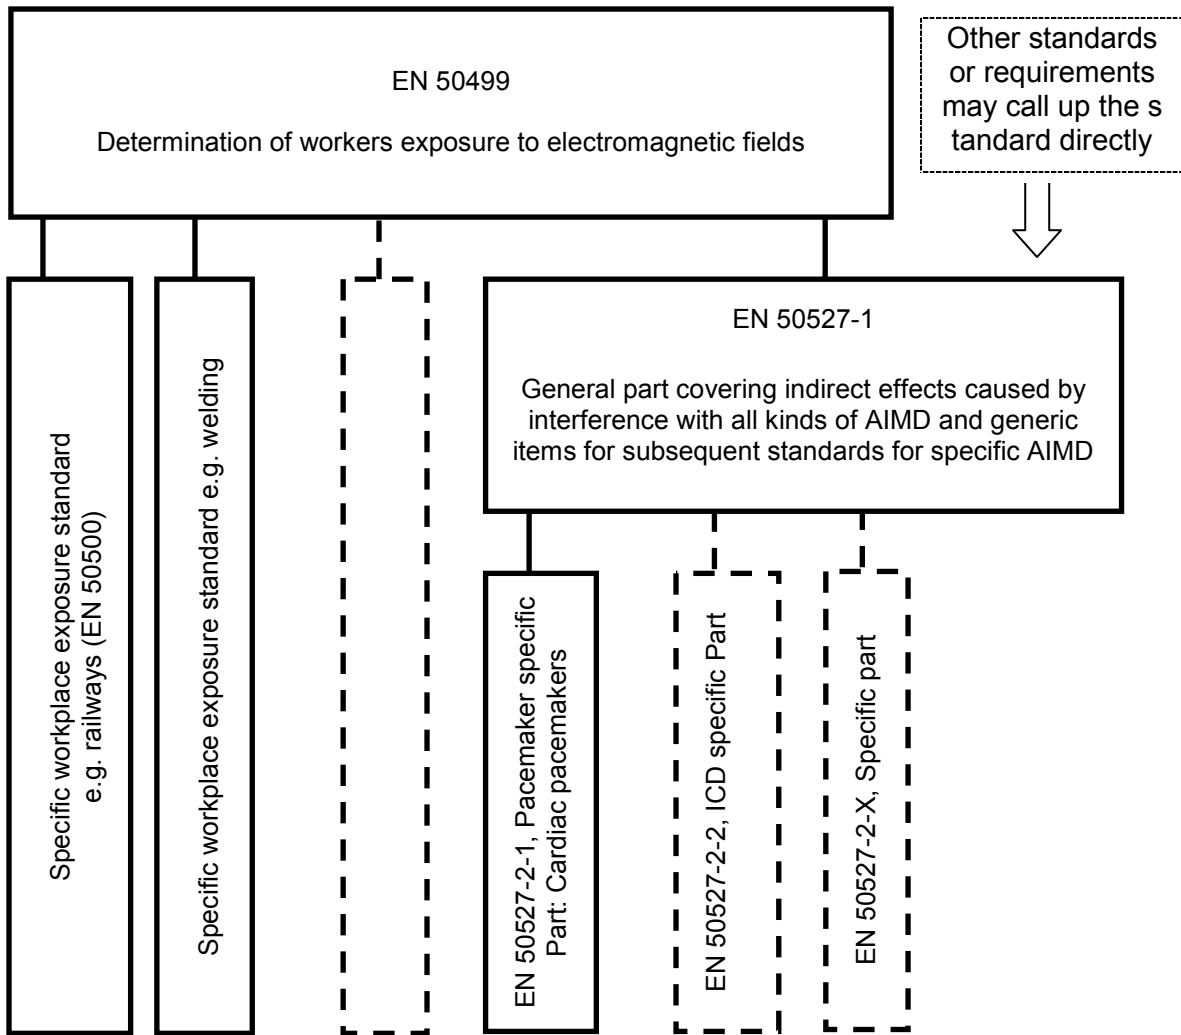 EN 50499
Determination of workers exposure to electromagnetic fields
Other standards
or requirements
may call up the s
tandard directly
Specific workplace exposure standard
e.g. railways (EN 50500)
Specific workplace exposure standard e.g. welding
EN 50527-1
General part covering indirect effects caused by
interference with all kinds of AIMD and generic
items for subsequent standards for specific AIMD
EN 50527-2-1, Pacemaker specific
Part: Cardiac pacemakers
EN 50527-2-2, ICD specific Part
EN 50527-2-X, Specific part